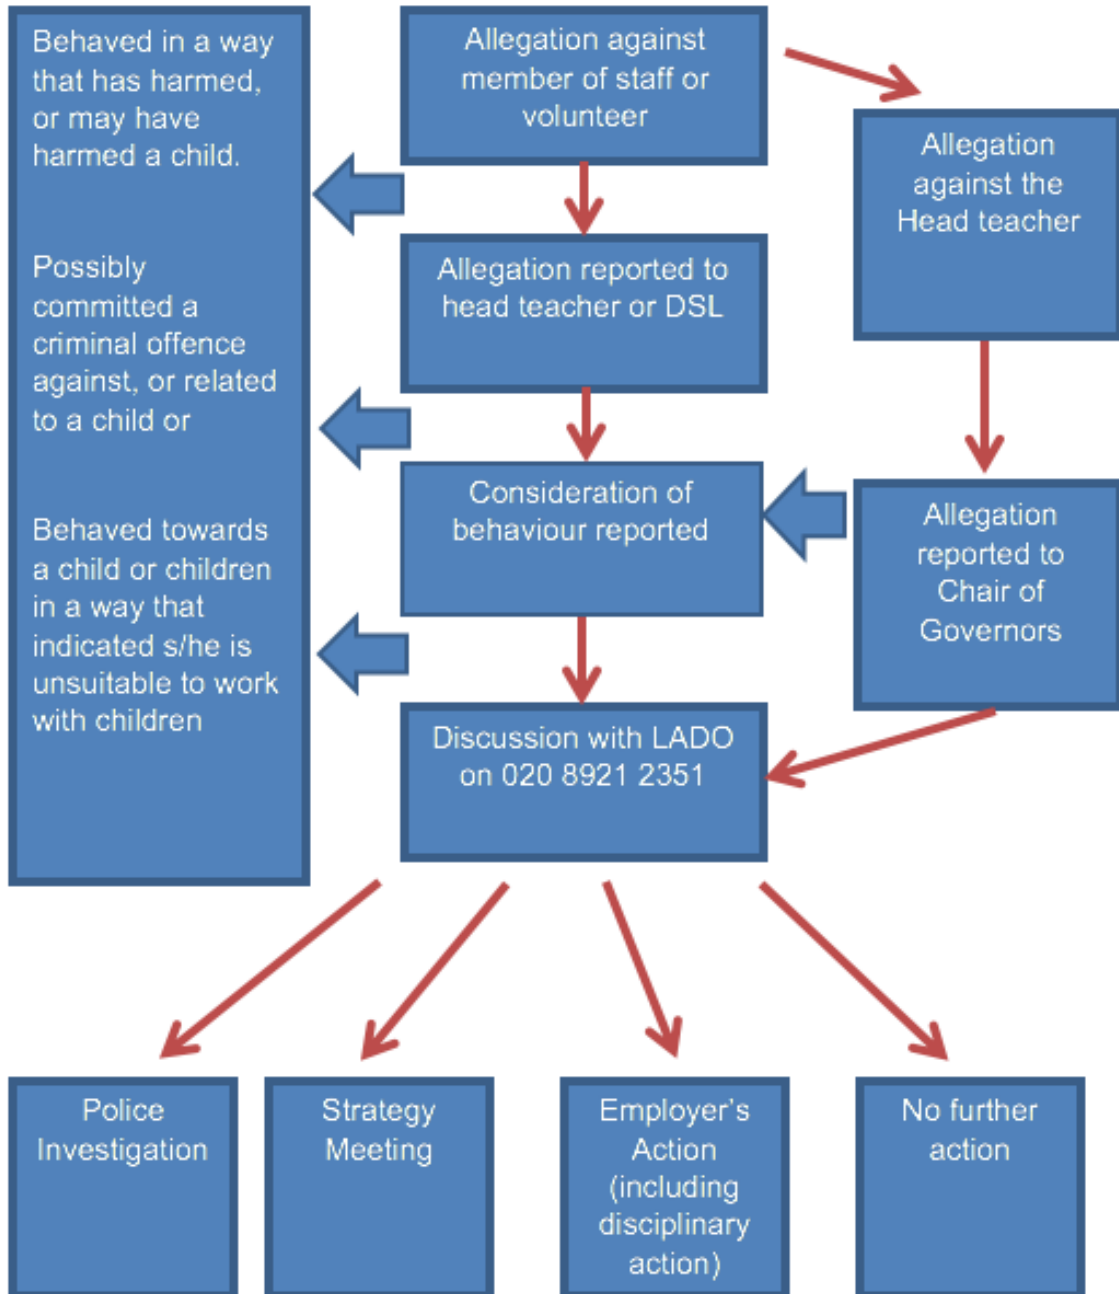 Behaved in a way
that has harmed,
or may have
harmed a child.
Possibly
committed a
criminal offence
against, or related
to a child or
Behaved towards
a child or children
in a way that
indicated s/he is
unsuitable to work
with children
Allegation against
member of staff or
volunteer
Allegation
against the
Head teacher
Allegation reported to
head teacher or DSL
Consideration of
behaviour reported
Allegation
reported to
Chair of
Governors
Discussion with LADO
on 020 8921 2351
Police
Investigation
Strategy
Meeting
Employer’s
Action
(including
disciplinary
action)
No further
action